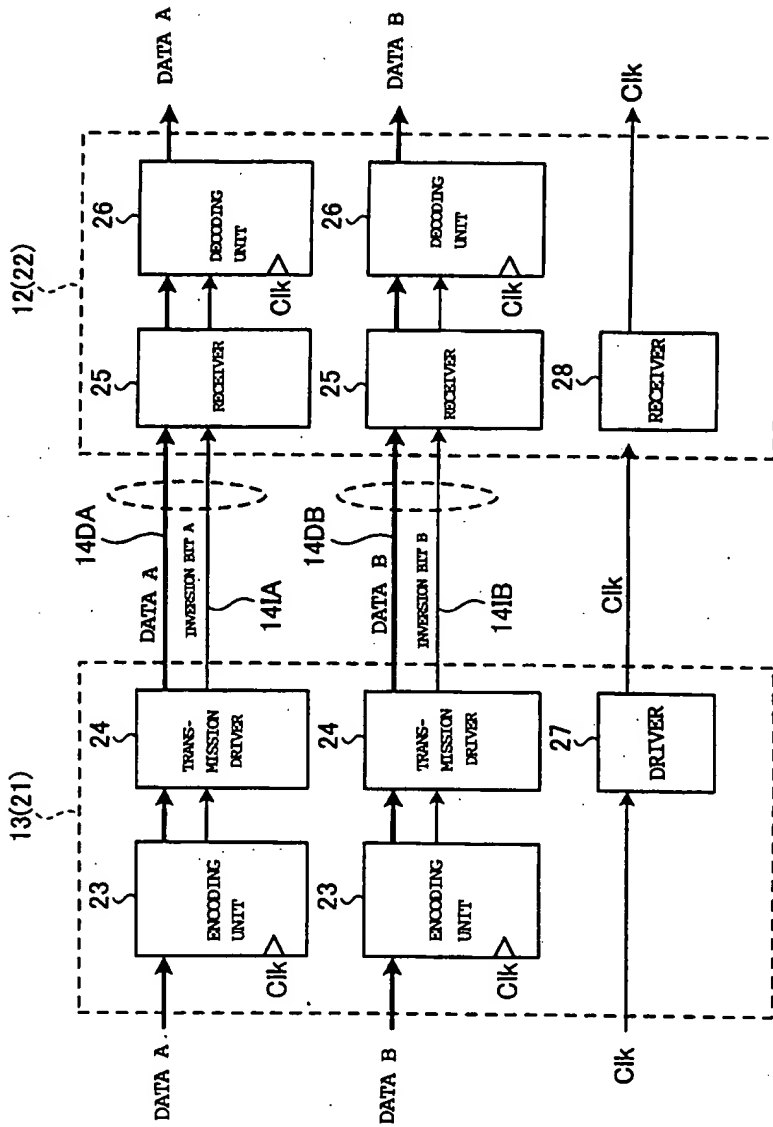 13(21)
12(22)
DATA A
23
ENCODING
UNIT
Clk
24
TRANS-
MISSION
DRIVER
14DA
DATA A
INVERSION BIT A
14IA
25
RECEIVER
26
DECODING
UNIT
Clk
DATA A
DATA B
23
ENCODING
UNIT
Clk
24
TRANS-
MISSION
DRIVER
14DB
DATA B
INVERSION BIT B
14IB
25
RECEIVER
26
DECODING
UNIT
Clk
DATA B
Clk
27
DRIVER
Clk
28
RECEIVER
Clk